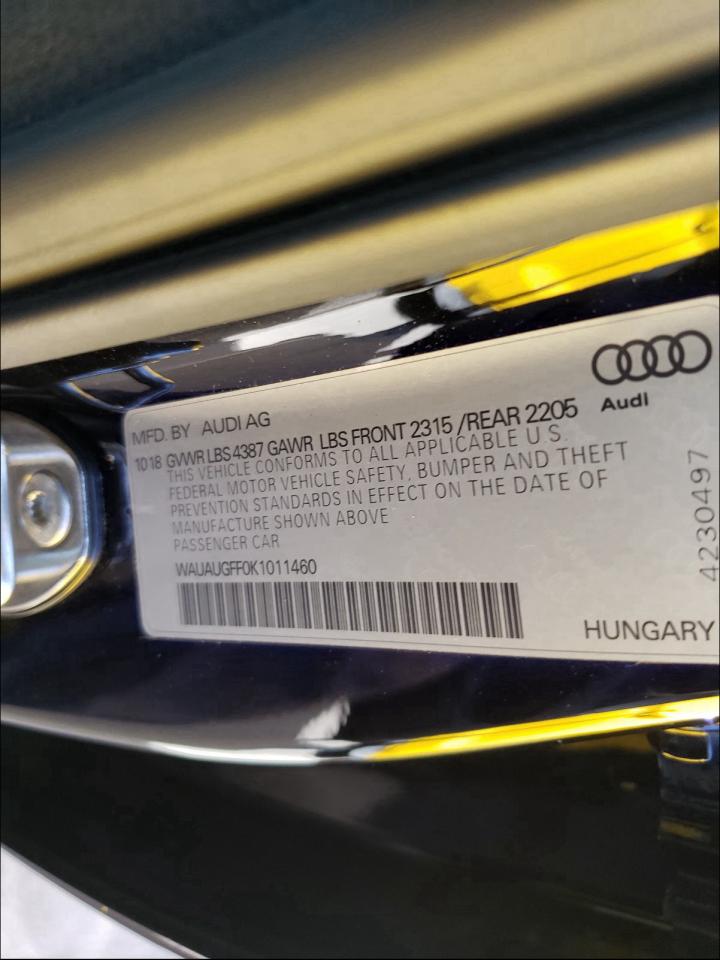 Audi
MFD. BY AUDI AG
10 18 GVWR LBS 4387 GAWR LBS FRONT 2315 /REAR 2205
THIS VEHICLE CONFORMS TO ALL APPLICABLE U.S.
FEDERAL MOTOR VEHICLE SAFETY, BUMPER AND THEFT
PREVENTION STANDARDS IN EFFECT ON THE DATE OF
MANUFACTURE SHOWN ABOVE
PASSENGER CAR
WAUAUGFF0K1011460
HUNGARY
4230497